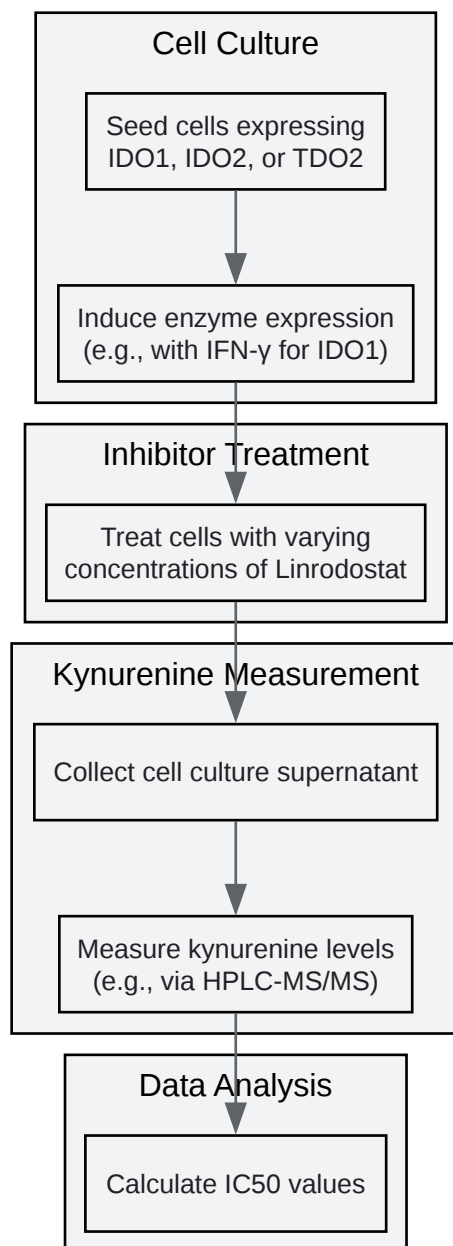 Cell Culture
Seed cells expressing
IDO1, IDO2, or TDO2
Induce enzyme expression
(e.g., with IFN-γ for IDO1)
Inhibitor Treatment
Treat cells with varying
concentrations of Linrodostat
Kynurenine Measurement
Collect cell culture supernatant
Measure kynurenine levels
(e.g., via HPLC-MS/MS)
Data Analysis
Calculate IC50 values